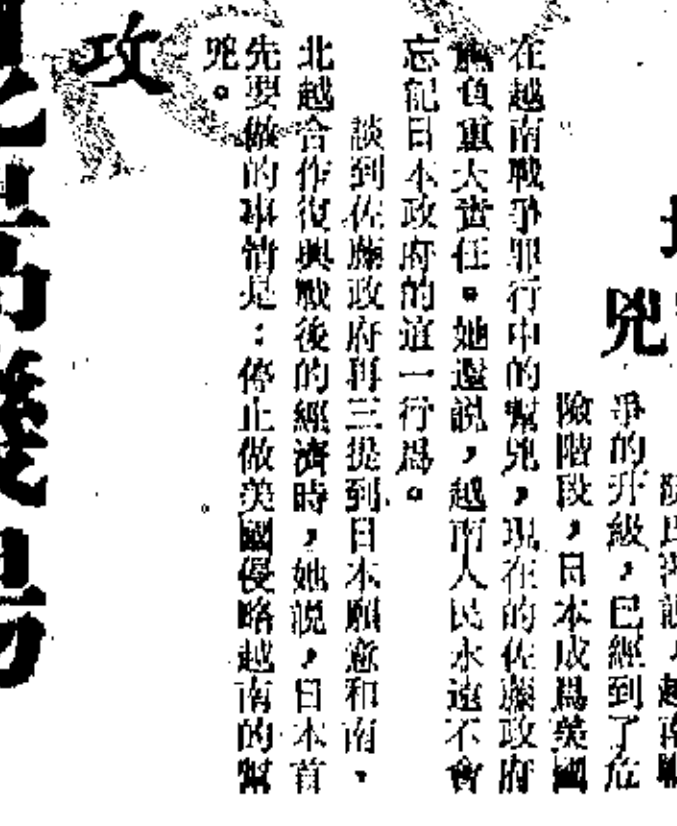 兇
爭的升級，已經到了危
險階段，日本成爲美國
在越南戰爭罪行中的幫兇，現在的佐藤政府
應負重大責任。她還說，越南人民永遠不會
忘記日本政府的這一行爲。
談到佐藤政府再三提到日本願意和南、
北越合作復興戰後的經濟時，她說，日本首
先要做的事情是：停止做美國侵略越南的幫
兇。
攻